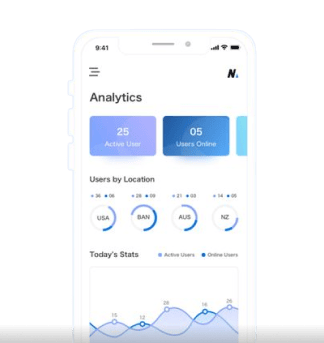 9:41
N.
Analytics
25
Active User
05
Users Online
Users by Location
36 06
28 09
21 03
14 05
USA
BAN
AUS
NZ
Today's Stats
Active Users
Online Users
15
12
28
16
26